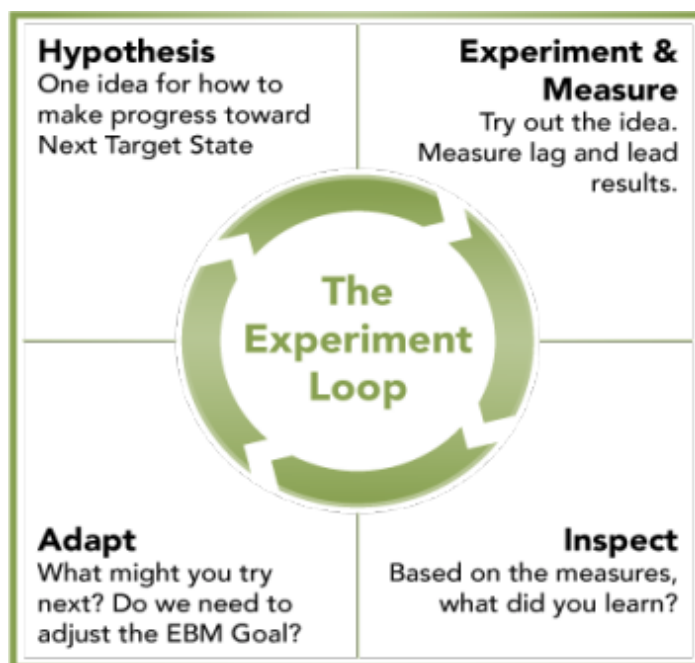 Hypothesis
One idea for how to
make progress toward
Next Target State
Experiment &
Measure
Try out the idea.
Measure lag and lead
results.
The
Experiment
Loop
Adapt
What might you try
next? Do we need to
adjust the EBM Goal?
Inspect
Based on the measures,
what did you learn?